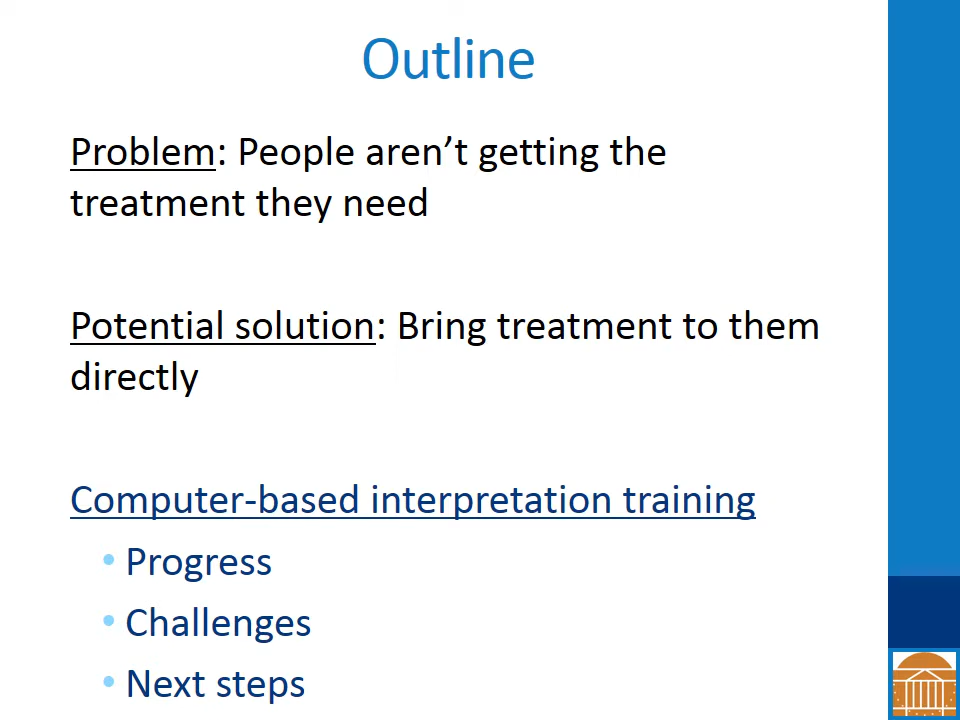 Outline
Problem: People aren’t getting the
treatment they need
Potential solution: Bring treatment to them
directly
Computer-based interpretation training
• Progress
• Challenges
• Next steps